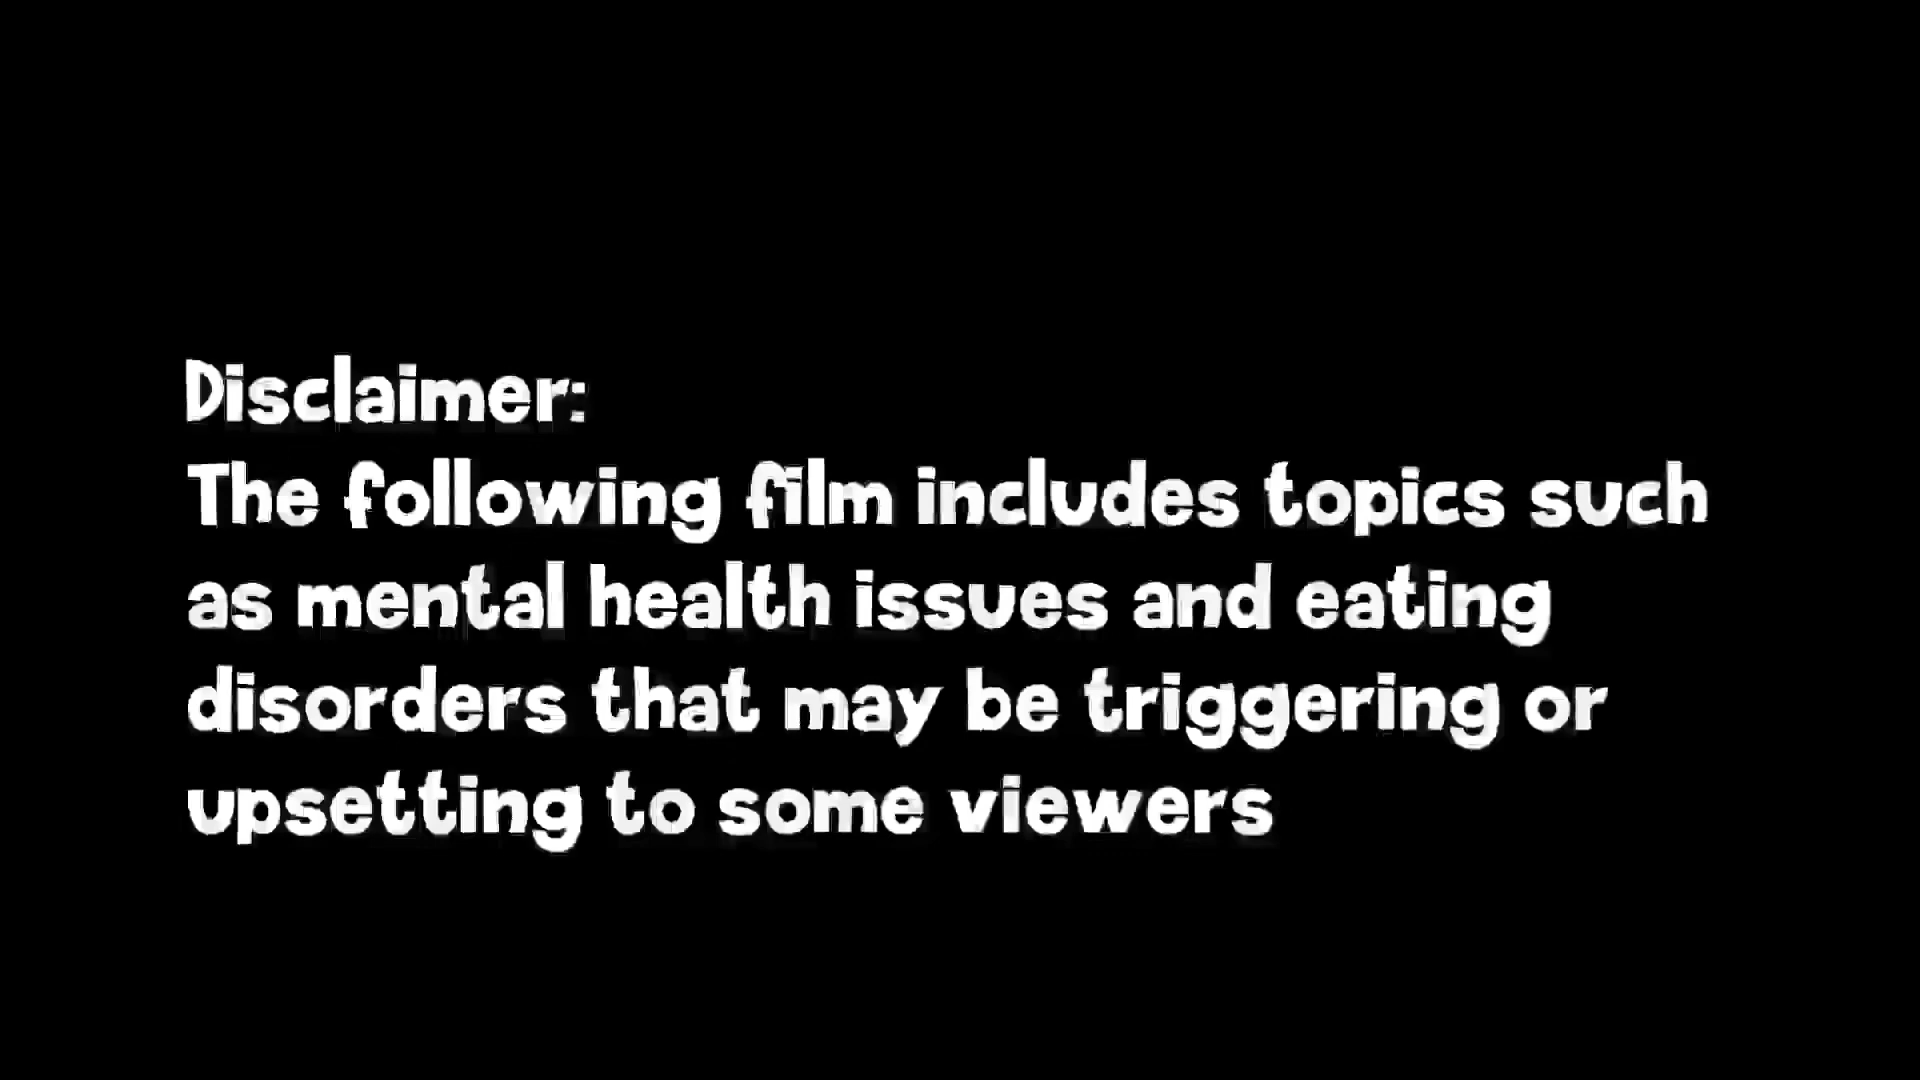 Disclaimer:
The following film includes topics such
as mental health issues and eating
disorders that may be triggering or
upsetting to some viewers